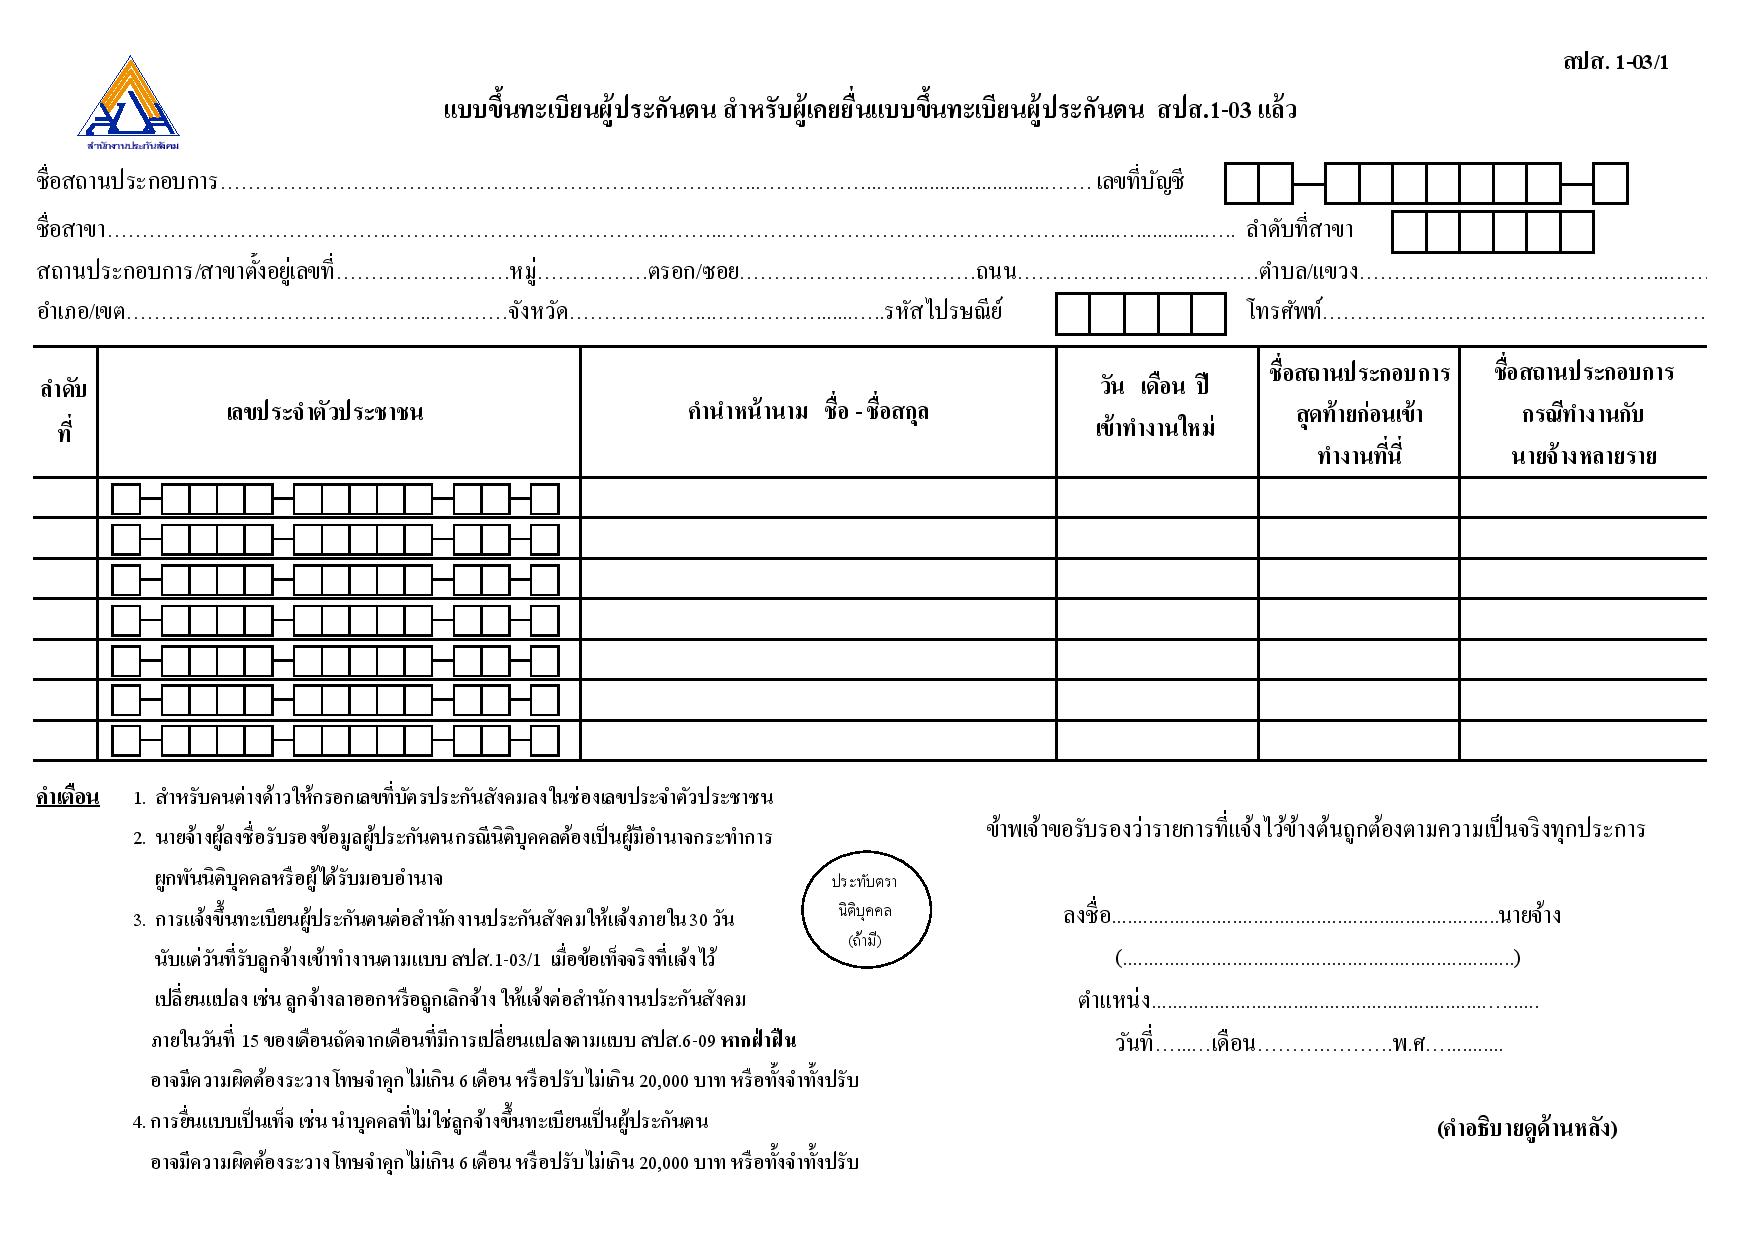 สปส. 1-03/1
สำนักงานประกันสังคม
แบบขึ้นทะเบียนผู้ประกันตน สำหรับผู้เคยยื่นแบบขึ้นทะเบียนผู้ประกันตน สปส.1-03 แล้ว
ชื่อสถานประกอบการ........................................ เลขที่บัญชี
ชื่อสาขา........................................ ลำดับที่สาขา
สถานประกอบการ/สาขาตั้งอยู่เลขที่....................หมู่...............ตรอก/ซอย....................ถนน....................ตำบล/แขวง....................
อำเภอ/เขต....................จังหวัด....................รหัสไปรษณีย์ โทรศัพท์....................
ลำดับที่
เลขประจำตัวประชาชน
คำนำหน้านาม ชื่อ - ชื่อสกุล
วัน เดือน ปี
เข้าทำงานใหม่
ชื่อสถานประกอบการ
สุดท้ายก่อนเข้า
ทำงานที่นี่
ชื่อสถานประกอบการ
กรณีทำงานกับ
นายจ้างหลายราย
คำเตือน 1. สำหรับคนต่างด้าวให้กรอกเลขที่บัตรประกันสังคมลงในช่องเลขประจำตัวประชาชน
2. นายจ้างผู้ลงชื่อรับรองข้อมูลผู้ประกันตนกรณีนิติบุคคลต้องเป็นผู้มีอำนาจกระทำการ
ผูกพันนิติบุคคลหรือผู้ได้รับมอบอำนาจ
3. การแจ้งขึ้นทะเบียนผู้ประกันตนต่อสำนักงานประกันสังคมให้แจ้งภายใน 30 วัน
นับแต่วันที่รับลูกจ้างเข้าทำงานตามแบบ สปส.1-03/1 เมื่อข้อเท็จจริงที่แจ้งไว้
เปลี่ยนแปลง เช่น ลูกจ้างลาออกหรือถูกเลิกจ้าง ให้แจ้งต่อสำนักงานประกันสังคม
ภายในวันที่ 15 ของเดือนถัดจากเดือนที่มีการเปลี่ยนแปลงตามแบบ สปส.6-09 หากฝ่าฝืน
อาจมีความผิดต้องระวางโทษจำคุกไม่เกิน 6 เดือน หรือปรับไม่เกิน 20,000 บาท หรือทั้งจำทั้งปรับ
4. การยื่นแบบเป็นเท็จ เช่น นำบุคคลที่ไม่ใช่ลูกจ้างขึ้นทะเบียนเป็นผู้ประกันตน
อาจมีความผิดต้องระวางโทษจำคุกไม่เกิน 6 เดือน หรือปรับไม่เกิน 20,000 บาท หรือทั้งจำทั้งปรับ
ประทับตรา
นิติบุคคล
(ถ้ามี)
ข้าพเจ้าขอรับรองว่ารายการที่แจ้งไว้ข้างต้นถูกต้องตามความเป็นจริงทุกประการ
ลงชื่อ........................................นายจ้าง
(........................................)
ตำแหน่ง........................................
วันที่.........เดือน....................พ.ศ...............
(คำอธิบายดูด้านหลัง)